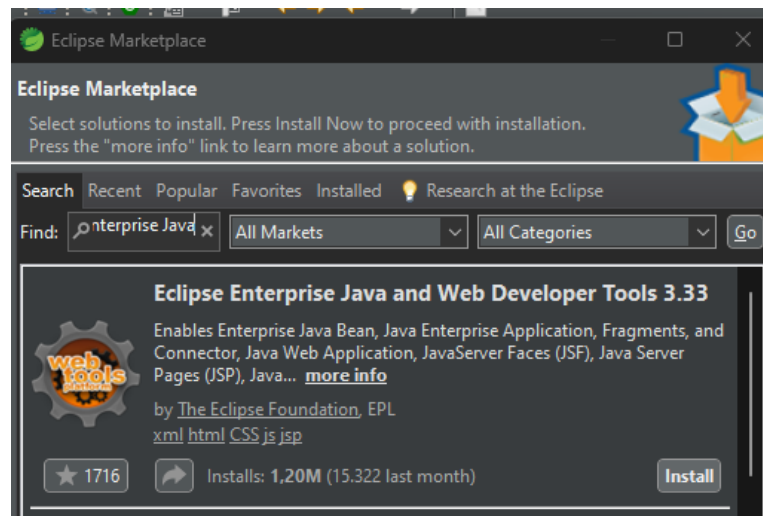 Eclipse Marketplace
Eclipse Marketplace
Select solutions to install. Press Install Now to proceed with installation.
Press the "more info" link to learn more about a solution.
Search Recent Popular Favorites Installed Research at the Eclipse
Find: nterprise Java All Markets All Categories Go
Eclipse Enterprise Java and Web Developer Tools 3.33
Enables Enterprise Java Bean, Java Enterprise Application, Fragments, and
Connector, Java Web Application, JavaServer Faces (JSF), Java Server
Pages (JSP), Java... more info
web
tools
platform
by The Eclipse Foundation, EPL
xml html CSS js jsp
1716 Installs: 1,20M (15.322 last month) Install